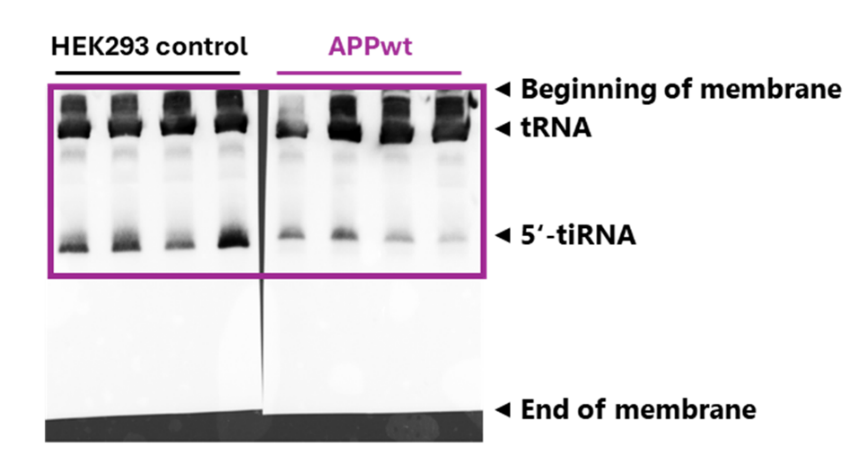 HEK293 control
APPwt
◄ Beginning of membrane
◄ tRNA
◄ 5‘-tiRNA
◄ End of membrane